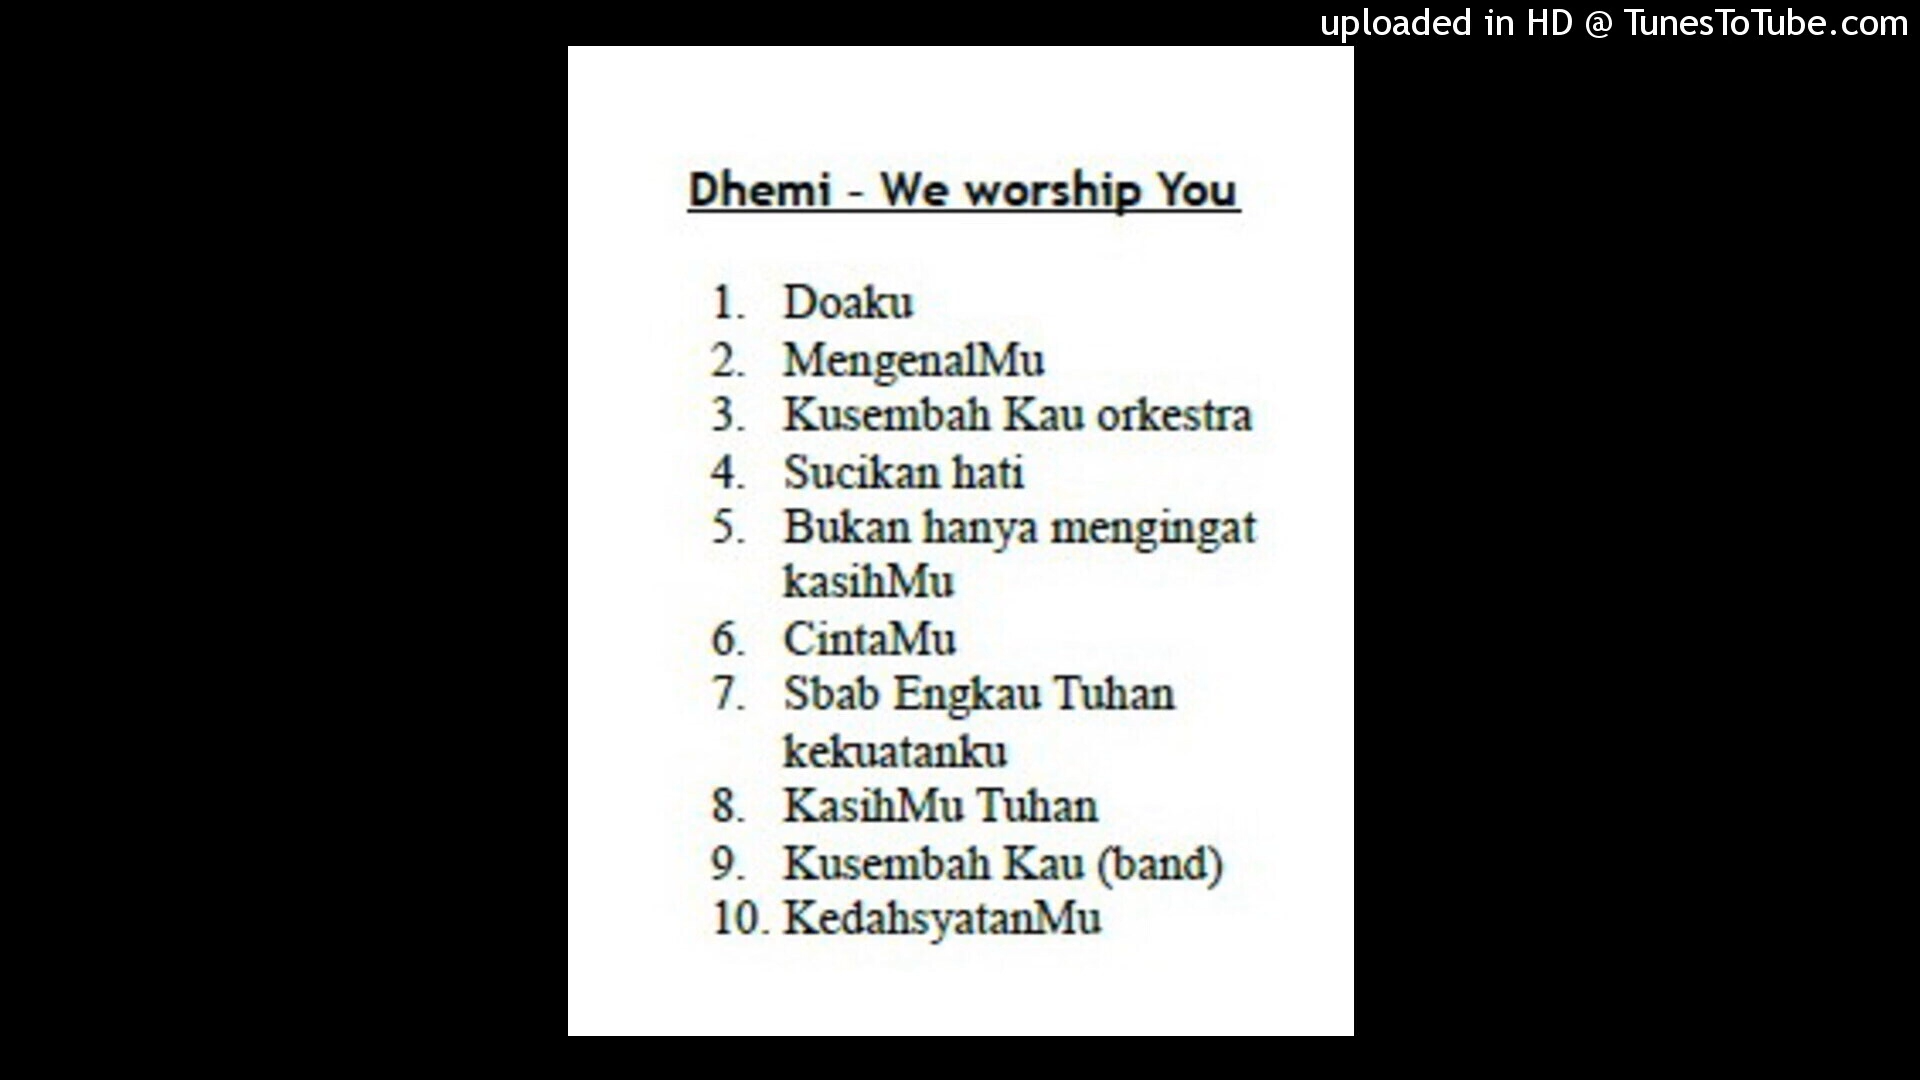 uploaded in HD @ TunesToTube.com
Dhemi - We worship You
1. Doaku
2. MengenalMu
3. Kusembah Kau orkestra
4. Sucikan hati
5. Bukan hanya mengingat
kasihMu
6. CintaMu
7. Sbab Engkau Tuhan
kekuatanku
8. KasihMu Tuhan
9. Kusembah Kau (band)
10. KedahsyatanMu